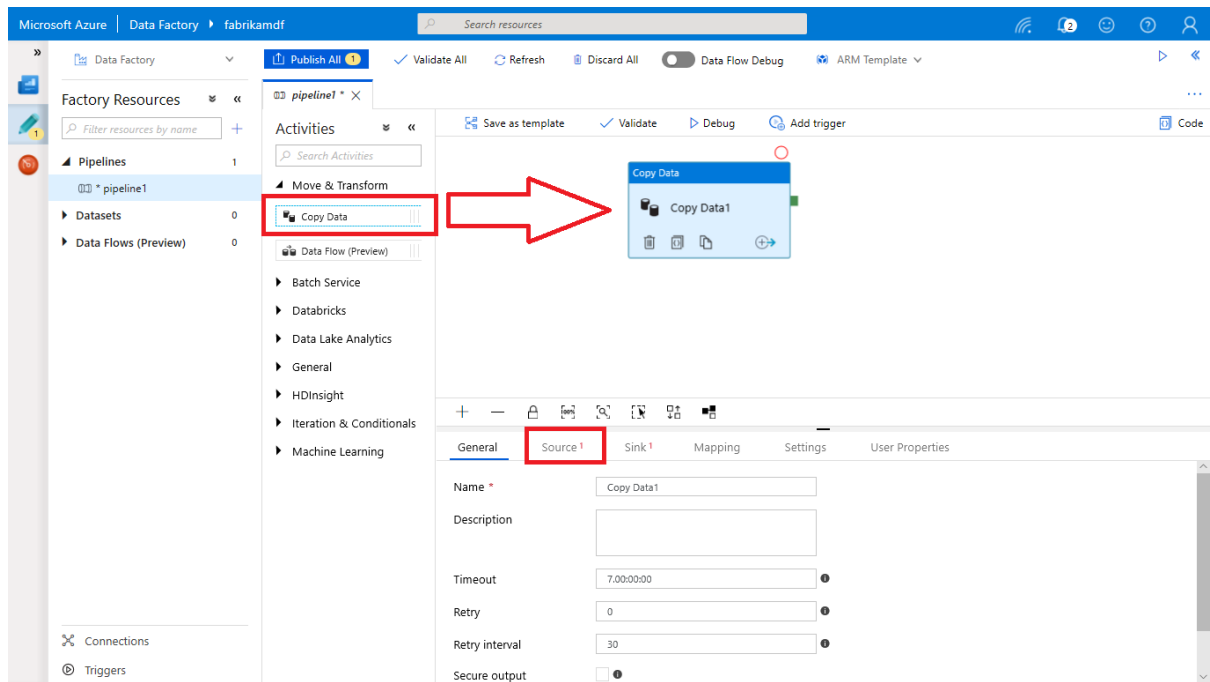 Microsoft Azure Data Factory fabrikamdf
Search resources
2
Data Factory
Publish All 1
Validate All
Refresh
Discard All
Data Flow Debug
ARM Template
Factory Resources
Filter resources by name
1
Pipelines 1
* pipeline1
Datasets 0
Data Flows (Preview) 0
Connections
Triggers
pipeline1 *
Activities
Search Activities
Move & Transform
Copy Data
Data Flow (Preview)
Batch Service
Databricks
Data Lake Analytics
General
HDInsight
Iteration & Conditionals
Machine Learning
Save as template
Validate
Debug
Add trigger
Code
Copy Data
Copy Data1
100%
General
Source 1
Sink 1
Mapping
Settings
User Properties
Name * Copy Data1
Description
Timeout 7.00:00:00
Retry 0
Retry interval 30
Secure output